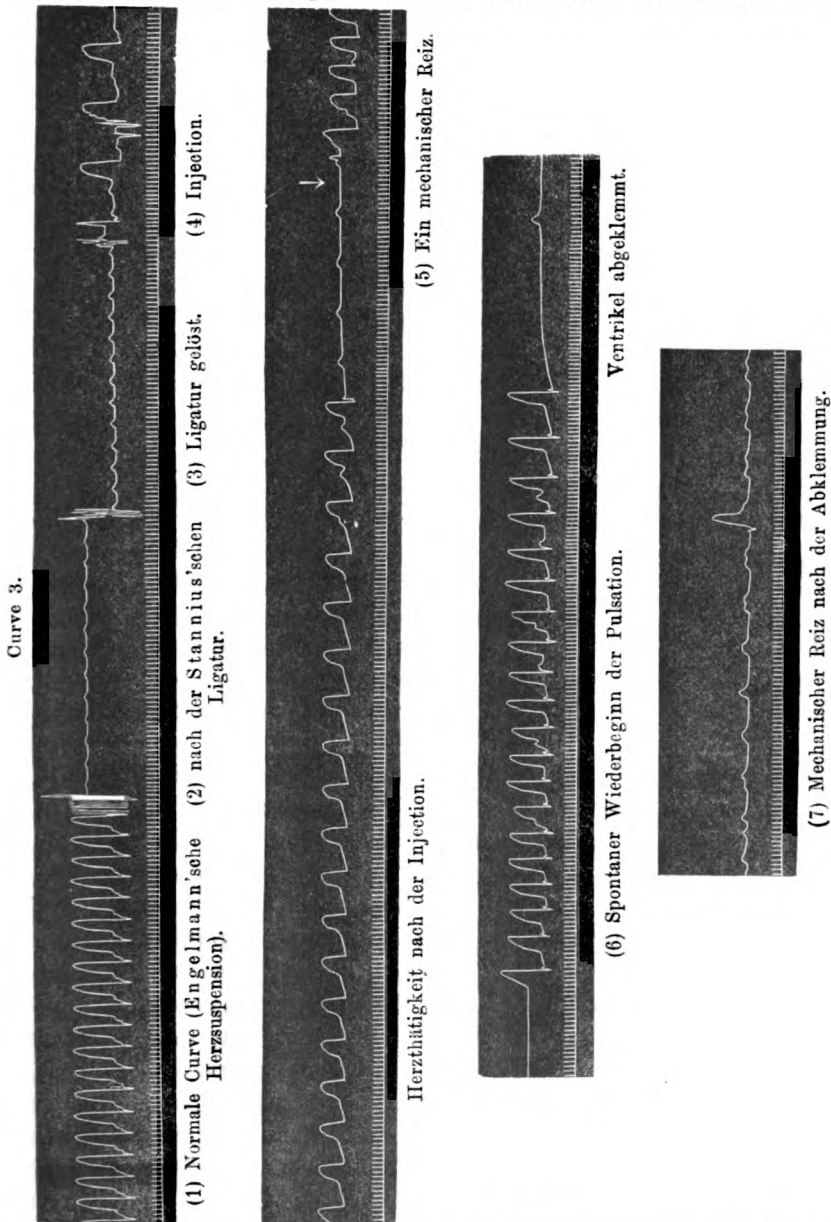 Curve 3.
(1) Normale Curve (Engelmann'sche
Herzsuspension).
(2) nach der Stannius'schen
Ligatur.
(3) Ligatur gelöst.
(4) Injection.
Herzthätigkeit nach der Injection.
(5) Ein mechanischer Reiz.
(6) Spontaner Wiederbeginn der Pulsation.
Ventrikel abgeklemmt.
(7) Mechanischer Reiz nach der Abklemmung.